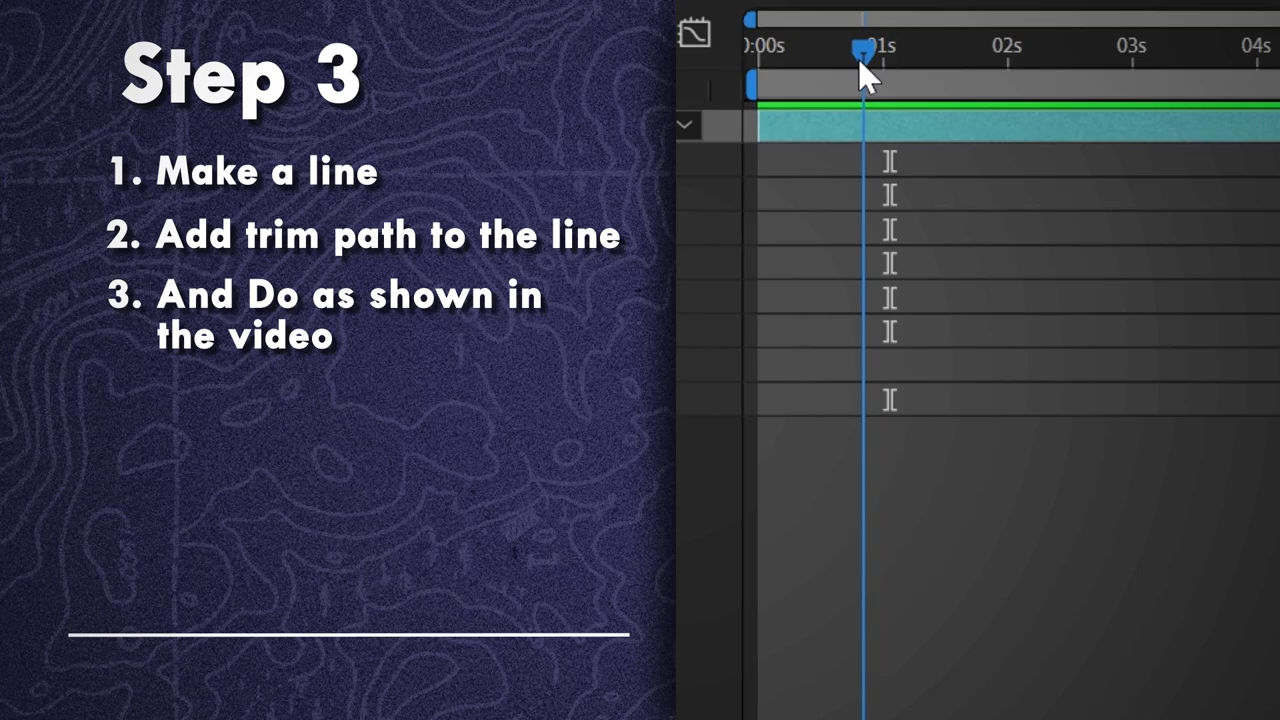 Step 3
1. Make a line
2. Add trim path to the line
3. And Do as shown in
the video
0:00s 01s 02s 03s 04s